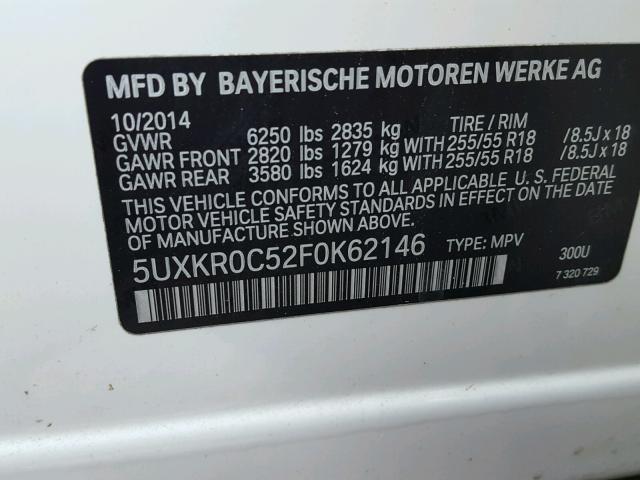 MFD BY BAYERISCHE MOTOREN WERKE AG
10/2014 TIRE / RIM
GVWR 6250 lbs 2835 kg
GAWR FRONT 2820 lbs 1279 kg WITH 255/55 R18 /8.5J x 18
GAWR REAR 3580 lbs 1624 kg WITH 255/55 R18 /8.5J x 18
THIS VEHICLE CONFORMS TO ALL APPLICABLE U. S. FEDERAL
MOTOR VEHICLE SAFETY STANDARDS IN EFFECT ON THE DATE
OF MANUFACTURE SHOWN ABOVE.
5UXKR0C52F0K62146 TYPE: MPV 300U
7 320 729